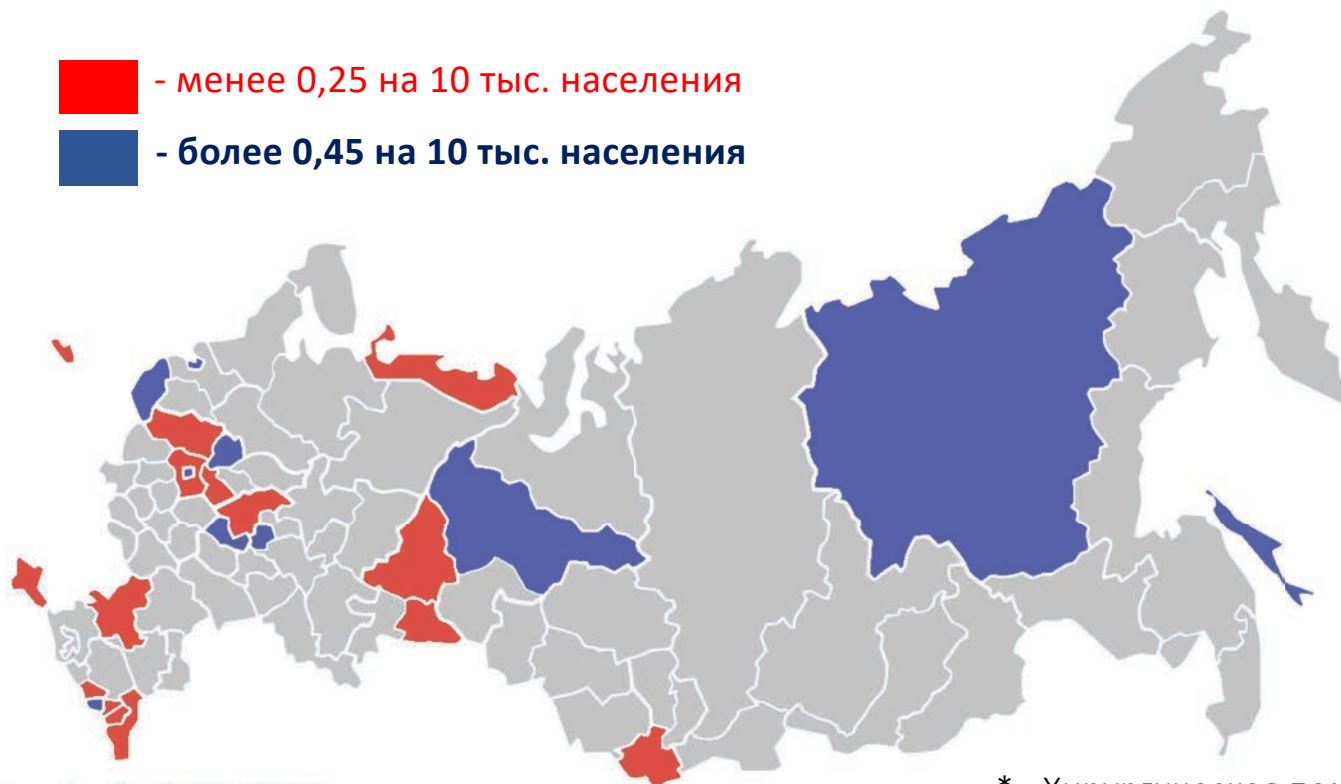 - менее 0,25 на 10 тыс. населения
- более 0,45 на 10 тыс. населения
*